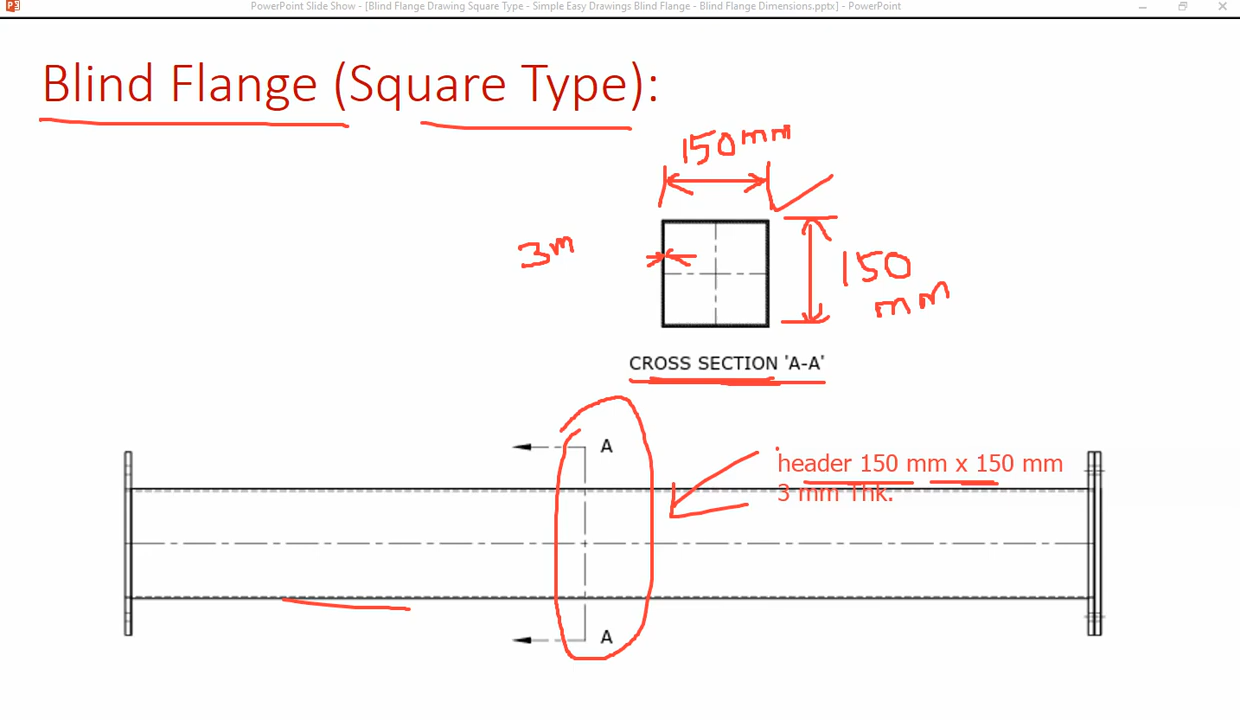 PowerPoint Slide Show - [Blind Flange Drawing Square Type - Simple Easy Drawings Blind Flange - Blind Flange Dimensions.pptx] - PowerPoint
Blind Flange (Square Type):
150mm
3m
150
mm
CROSS SECTION 'A-A'
A
header 150 mm x 150 mm
3 mm Thk.
A